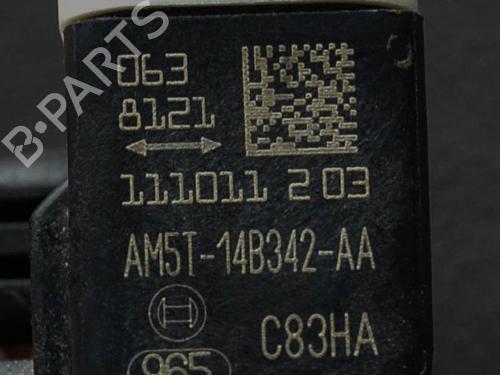 B·PARTS
063
8121
111011 2 03
AM5T-14B342-AA
C83HA
965